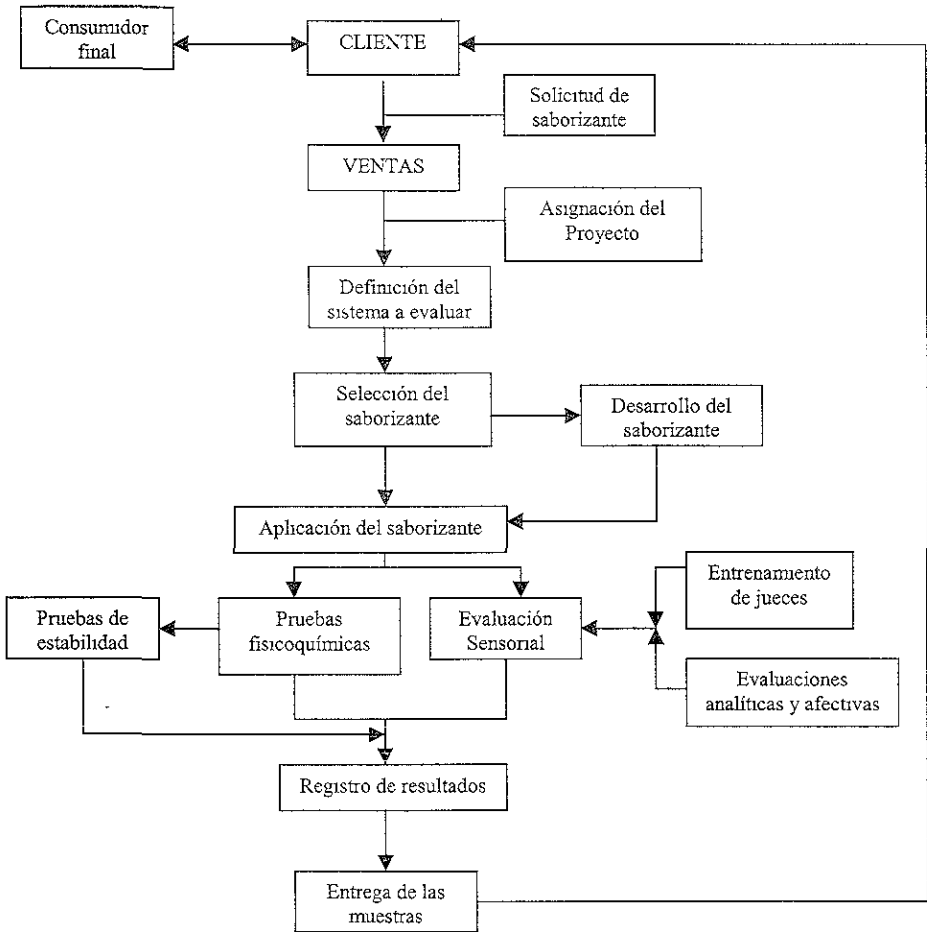 Consumidor
final
CLIENTE
Solicitud de
saborizante
VENTAS
Asignación del
Proyecto
Definición del
sistema a evaluar
Selección del
saborizante
Desarrollo del
saborizante
Aplicación del saborizante
Entrenamiento
de jueces
Pruebas de
estabilidad
Pruebas
fisicoquímicas
Evaluación
Sensorial
Evaluaciones
analíticas y afectivas
Registro de resultados
Entrega de las
muestras